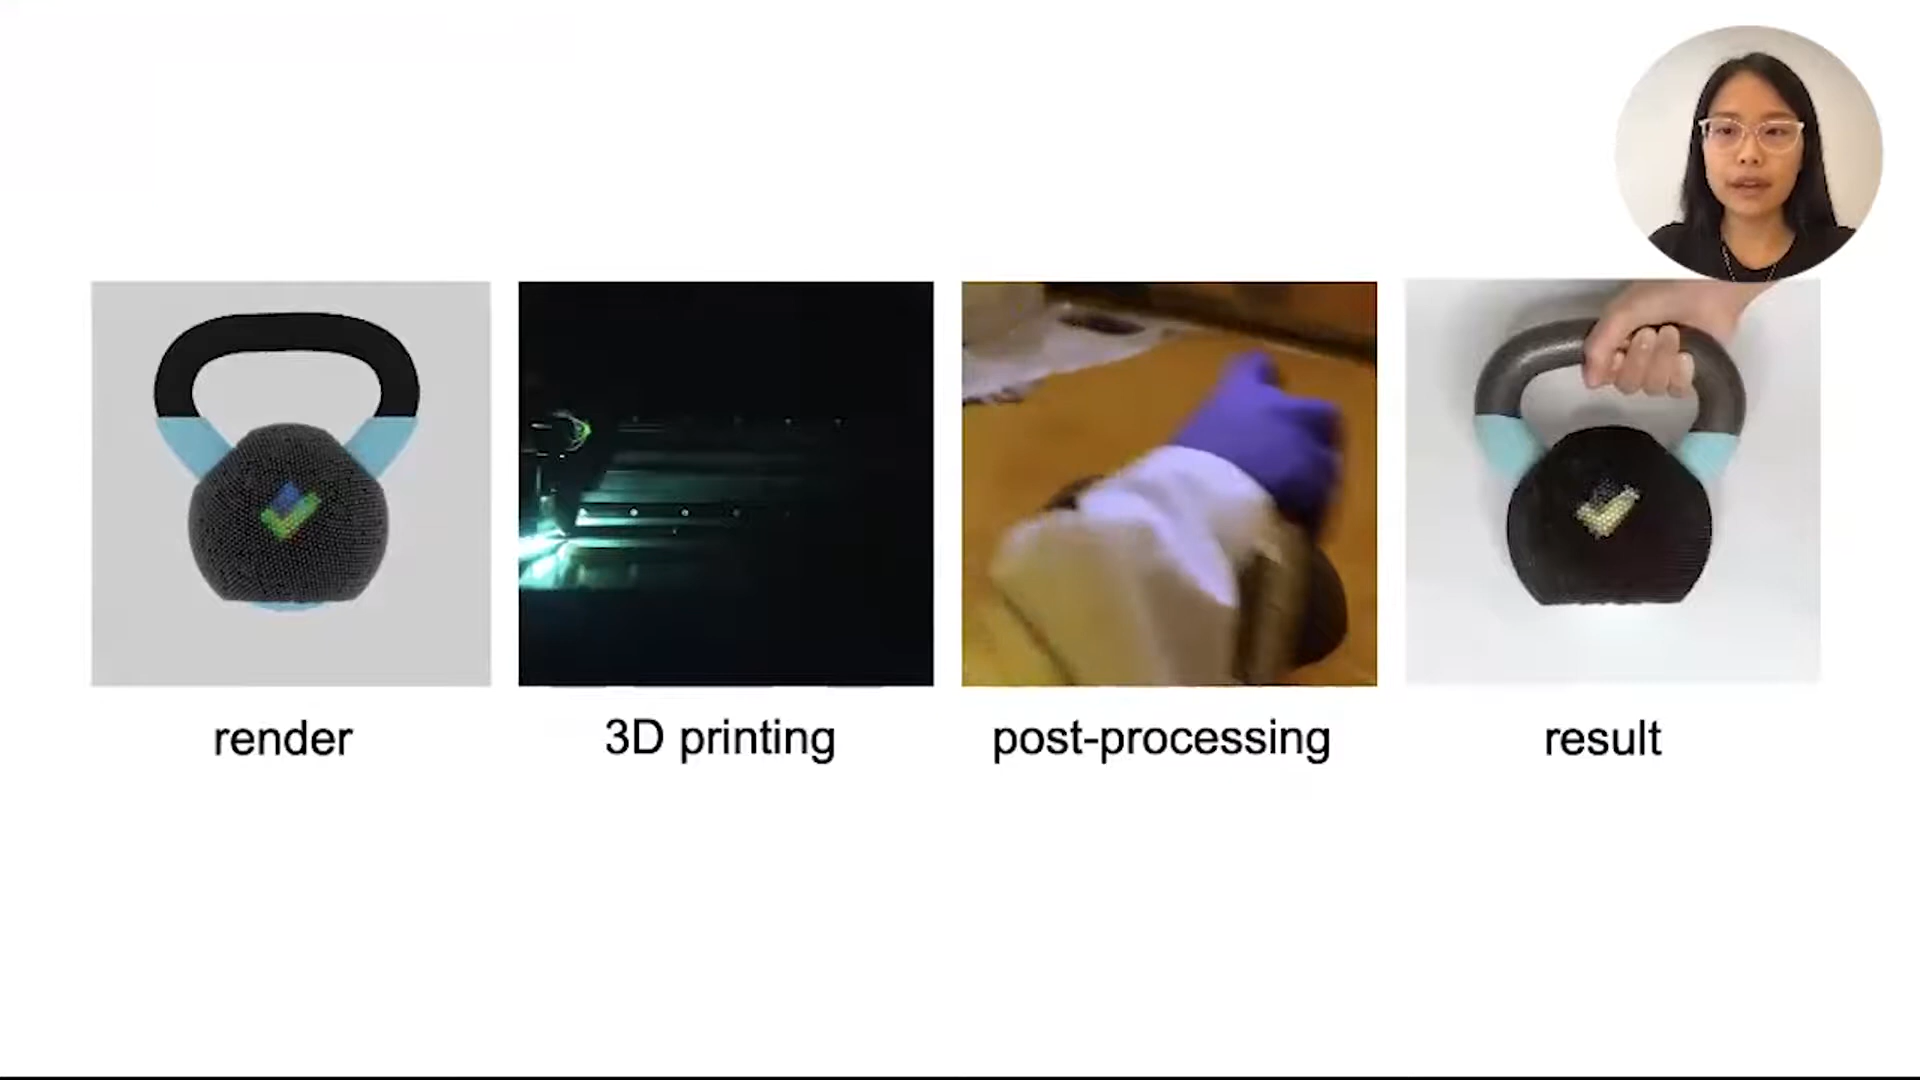 render
3D printing
post-processing
result